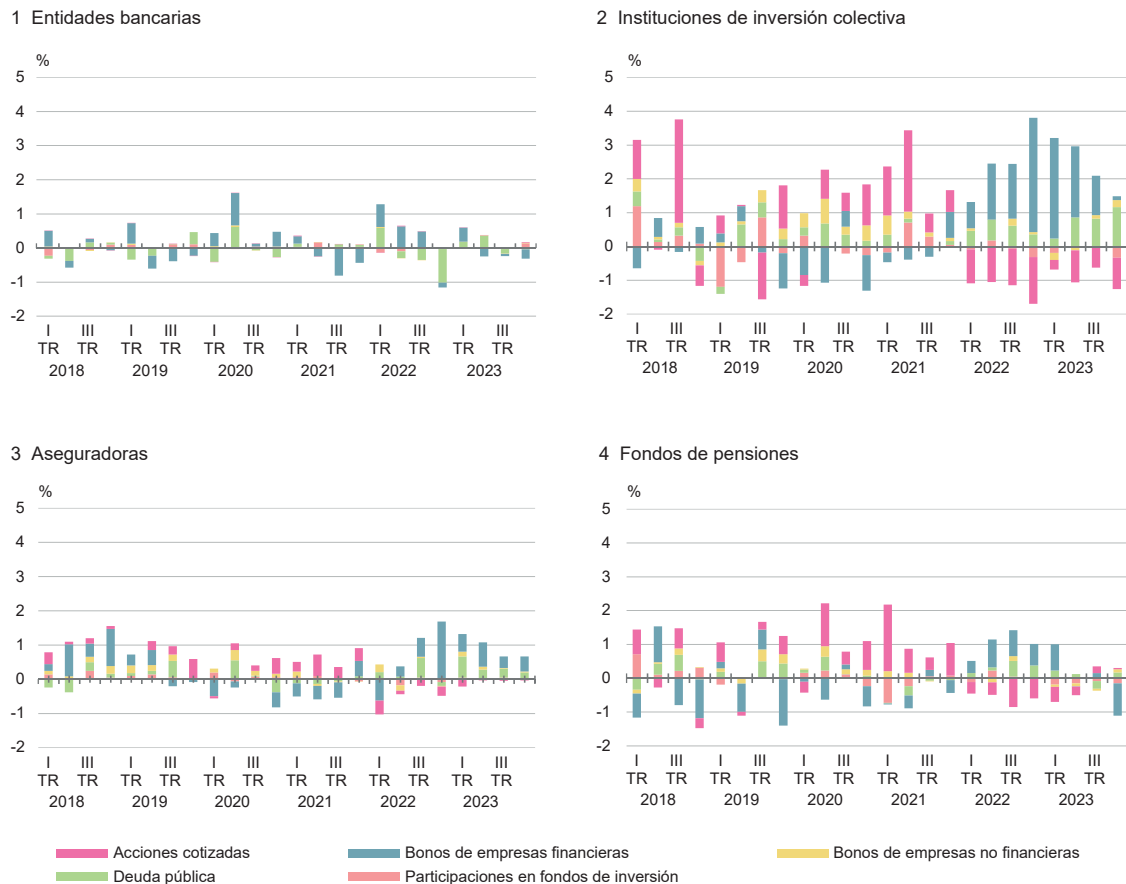 1 Entidades bancarias
%
5
4
3
2
1
0
-1
-2
I III I III I III I III I III I III
TR TR TR TR TR TR TR TR TR TR TR TR
2018 2019 2020 2021 2022 2023
2 Instituciones de inversión colectiva
%
5
4
3
2
1
0
-1
-2
I III I III I III I III I III I III
TR TR TR TR TR TR TR TR TR TR TR TR
2018 2019 2020 2021 2022 2023
3 Aseguradoras
%
5
4
3
2
1
0
-1
-2
I III I III I III I III I III I III
TR TR TR TR TR TR TR TR TR TR TR TR
2018 2019 2020 2021 2022 2023
4 Fondos de pensiones
%
5
4
3
2
1
0
-1
-2
I III I III I III I III I III I III
TR TR TR TR TR TR TR TR TR TR TR TR
2018 2019 2020 2021 2022 2023
Acciones cotizadas Bonos de empresas financieras Bonos de empresas no financieras
Deuda pública Participaciones en fondos de inversión